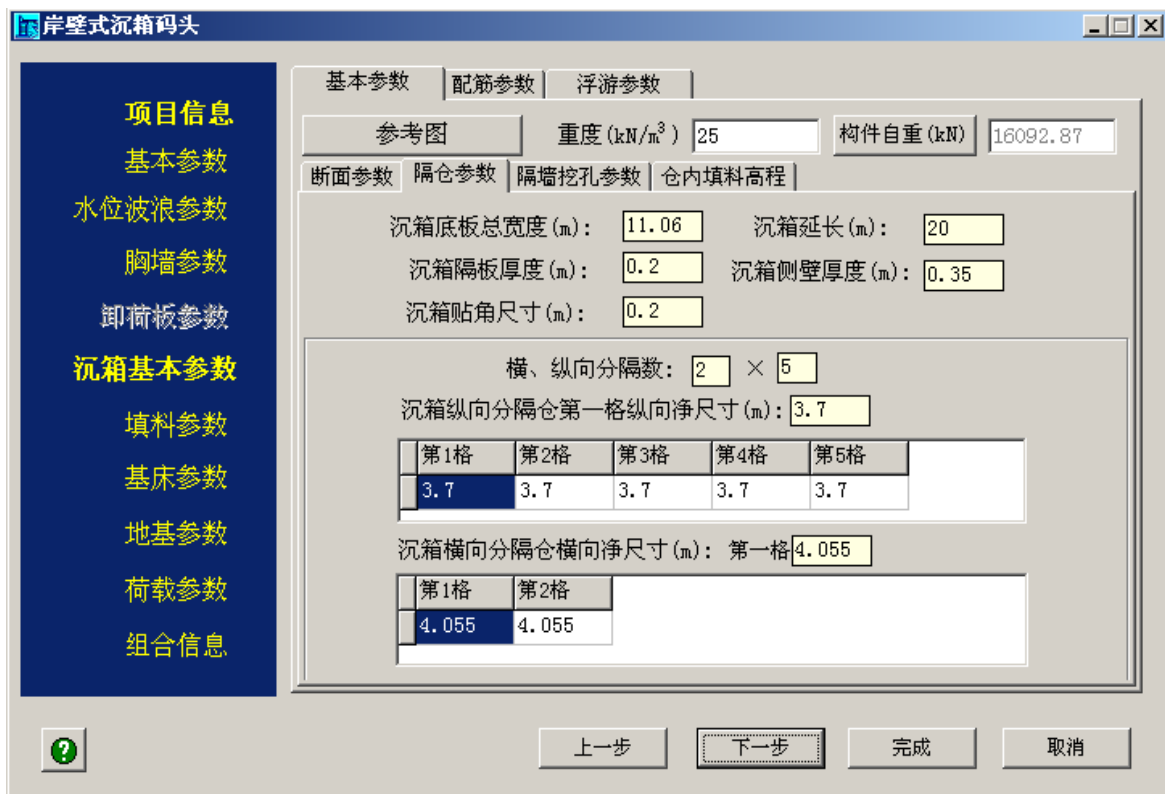 岸壁式沉箱码头
项目信息
基本参数
水位波浪参数
胸墙参数
卸荷板参数
沉箱基本参数
填料参数
基床参数
地基参数
荷载参数
组合信息
基本参数 配筋参数 浮游参数
参考图 重度(kN/m³) 25 构件自重(kN) 16092.87
断面参数 隔仓参数 隔墙挖孔参数 仓内填料高程
沉箱底板总宽度(m): 11.06 沉箱延长(m): 20
沉箱隔板厚度(m): 0.2 沉箱侧壁厚度(m): 0.35
沉箱贴角尺寸(m): 0.2
横、纵向分隔数: 2 × 5
沉箱纵向分隔仓第一格纵向净尺寸(m): 3.7
第1格 第2格 第3格 第4格 第5格
3.7 3.7 3.7 3.7 3.7
沉箱横向分隔仓横向净尺寸(m): 第一格 4.055
第1格 第2格
4.055 4.055
? 上一步 下一步 完成 取消